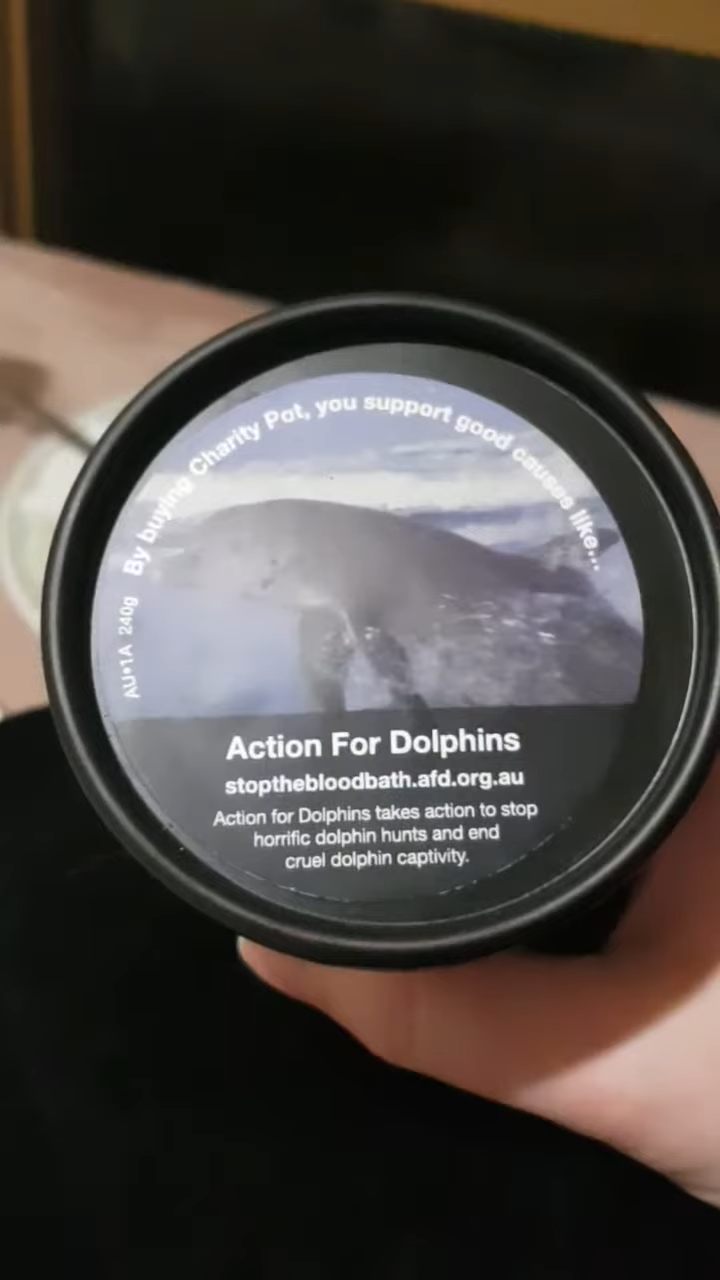 By buying Charity Pot, you support good causes like...
AU•1A 240g
Action For Dolphins
stopthebloodbath.afd.org.au
Action for Dolphins takes action to stop
horrific dolphin hunts and end
cruel dolphin captivity.